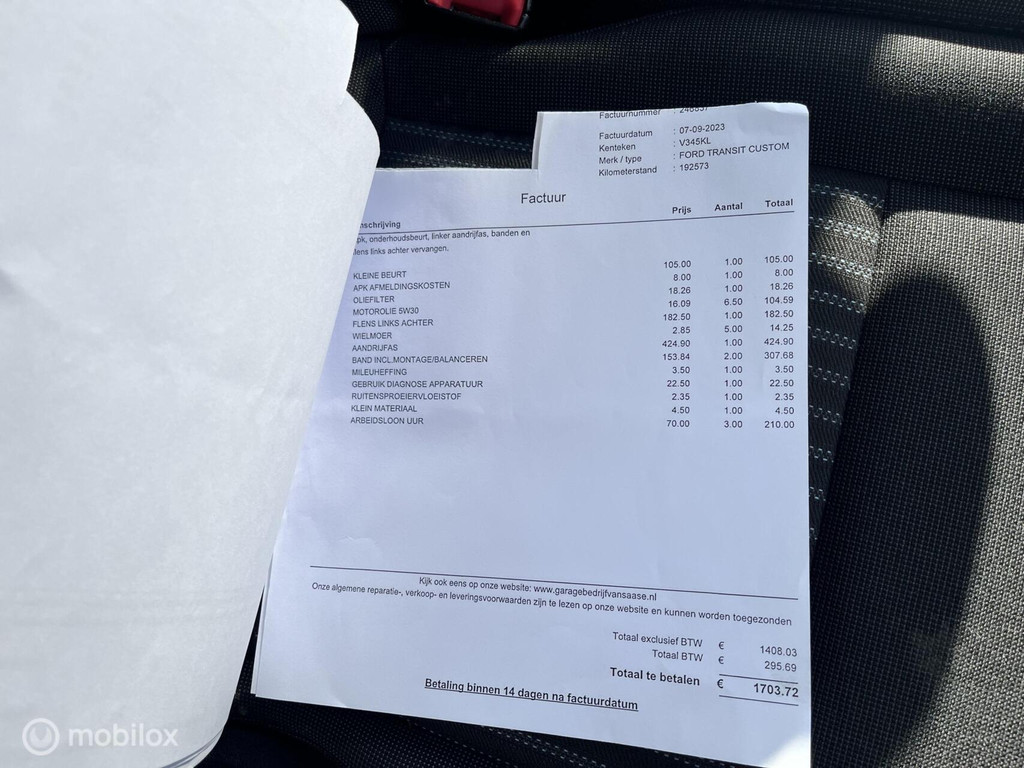 Factuurnummer : 246837
Factuurdatum : 07-09-2023
Kenteken : V345KL
Merk / type : FORD TRANSIT CUSTOM
Kilometerstand : 192573
Factuur
Prijs Aantal Totaal
onderhoudsbeurt, linker aandrijfas, banden en
links achter vervangen.
KLEINE BEURT 105.00 1.00 105.00
APK AFMELDINGSKOSTEN 8.00 1.00 8.00
OLIEFILTER 18.26 1.00 18.26
MOTOROLIE 5W30 16.09 6.50 104.59
FLENS LINKS ACHTER 182.50 1.00 182.50
WIELMOER 2.85 5.00 14.25
AANDRIJFAS 424.90 1.00 424.90
BAND INCL.MONTAGE/BALANCEREN 153.84 2.00 307.68
MILEUHEFFING 3.50 1.00 3.50
GEBRUIK DIAGNOSE APPARATUUR 22.50 1.00 22.50
RUITENSPROEIERVLOEISTOF 2.35 1.00 2.35
KLEIN MATERIAAL 4.50 1.00 4.50
ARBEIDSLOON UUR 70.00 3.00 210.00
Kijk ook eens op onze website: www.garagebedrijfvansaase.nl
Onze algemene reparatie-, verkoop- en leveringsvoorwaarden zijn te lezen op onze website en kunnen worden toegezonden
Totaal exclusief BTW € 1408.03
Totaal BTW € 295.69
Totaal te betalen € 1703.72
Betaling binnen 14 dagen na factuurdatum
mobilox